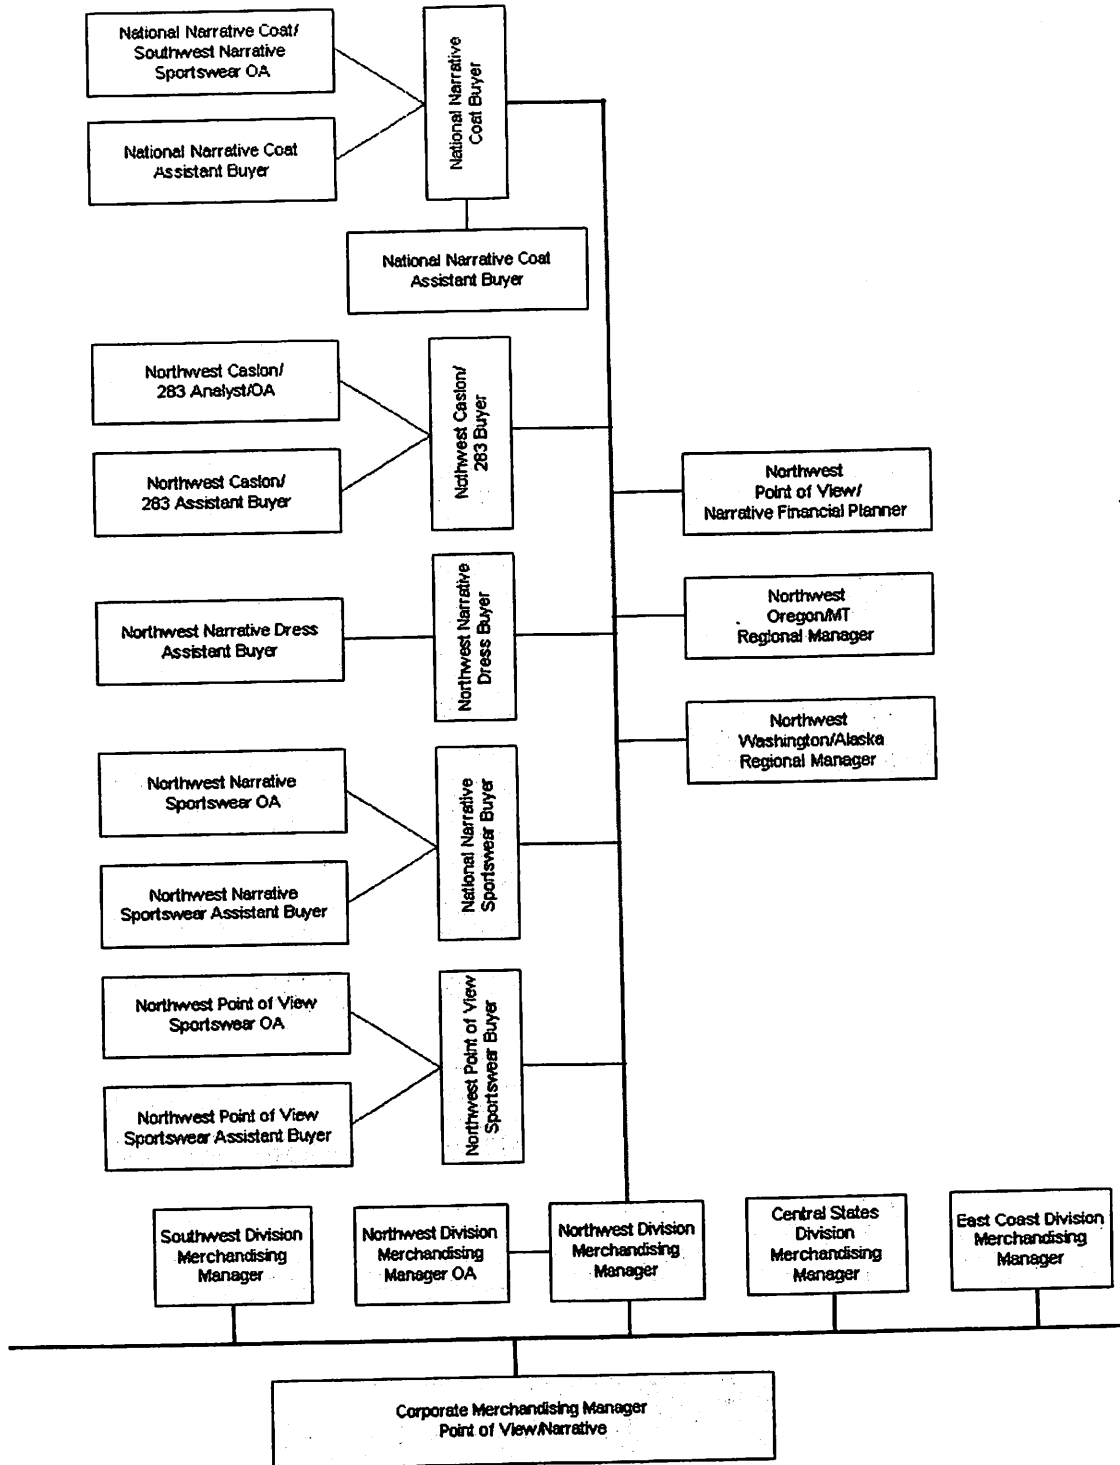 National Narrative Coat/
Southwest Narrative
Sportswear OA
National Narrative
Coat Buyer
National Narrative Coat
Assistant Buyer
National Narrative Coat
Assistant Buyer
Northwest Caslon/
283 Analyst/OA
Nothwest Caslon/
283 Buyer
Northwest Caslon/
283 Assistant Buyer
Northwest
Point of View/
Narrative Financial Planner
Northwest
Oregon/MT
Regional Manager
Northwest Narrative Dress
Assistant Buyer
Northwest Narrative
Dress Buyer
Northwest
Washington/Alaska
Regional Manager
Northwest Narrative
Sportswear OA
National Narrative
Sportswear Buyer
Northwest Narrative
Sportswear Assistant Buyer
Northwest Point of View
Sportswear OA
Northwest Point of View
Sportswear Buyer
Northwest Point of View
Sportswear Assistant Buyer
Southwest Division
Merchandising
Manager
Northwest Division
Merchandising
Manager OA
Northwest Division
Merchandising
Manager
Central States
Division
Merchandising
Manager
East Coast Division
Merchandising
Manager
Corporate Merchandising Manager
Point of View/Narrative